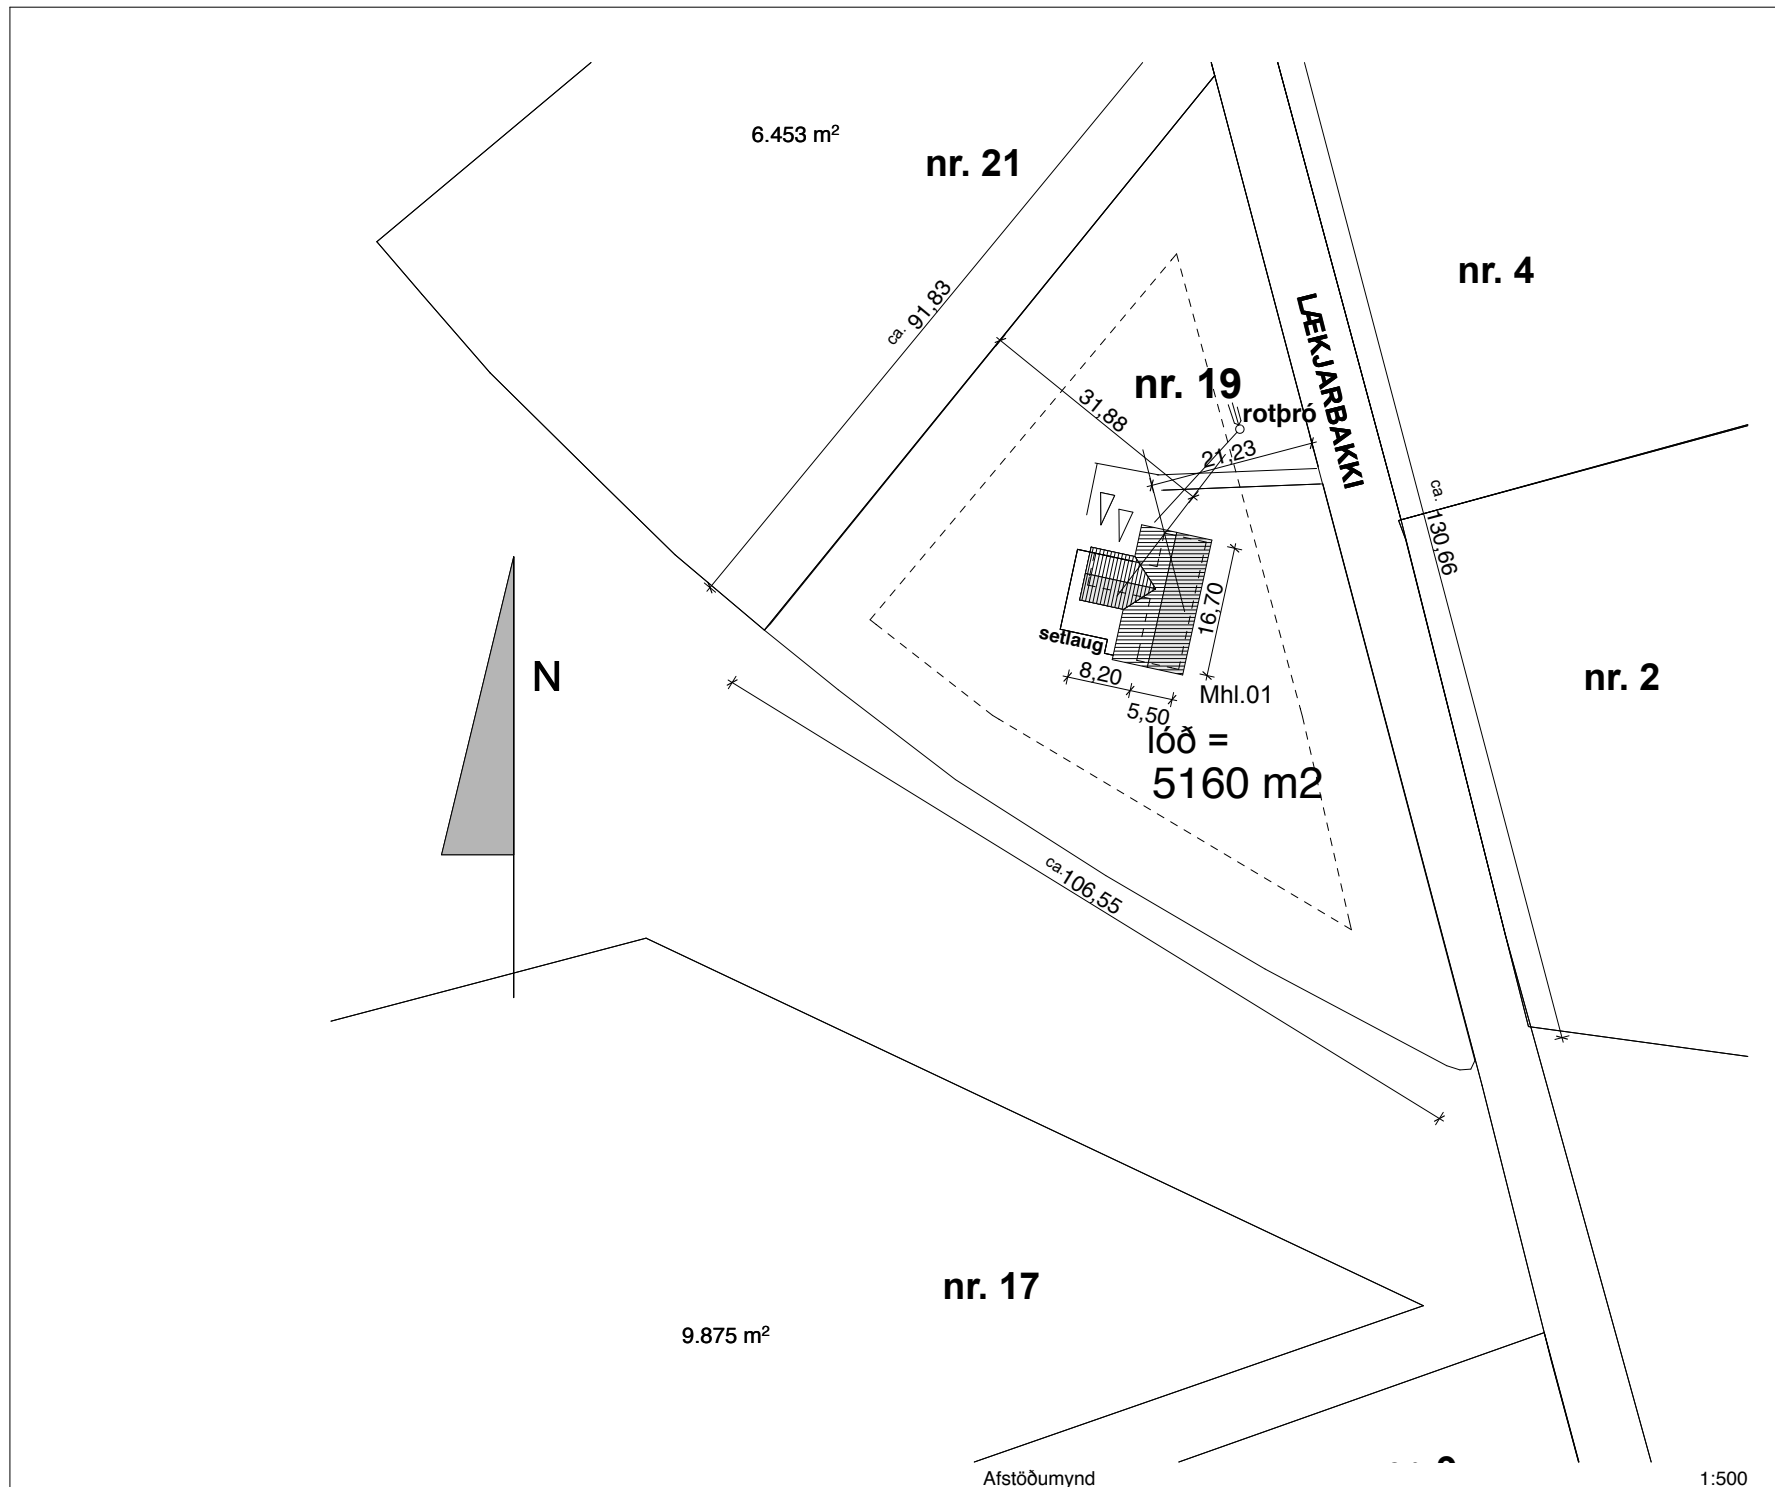 6.453 m²
nr. 21
nr. 4
ca. 91,83
LÆKJARBAKKI
nr. 19
31,88
rotþró
21,23
ca. 130,66
16,70
setlaug
8,20
5,50
Mhl.01
N
nr. 2
lóð =
5160 m2
ca. 106,55
nr. 17
9.875 m²
Afstöðumynd
1:500